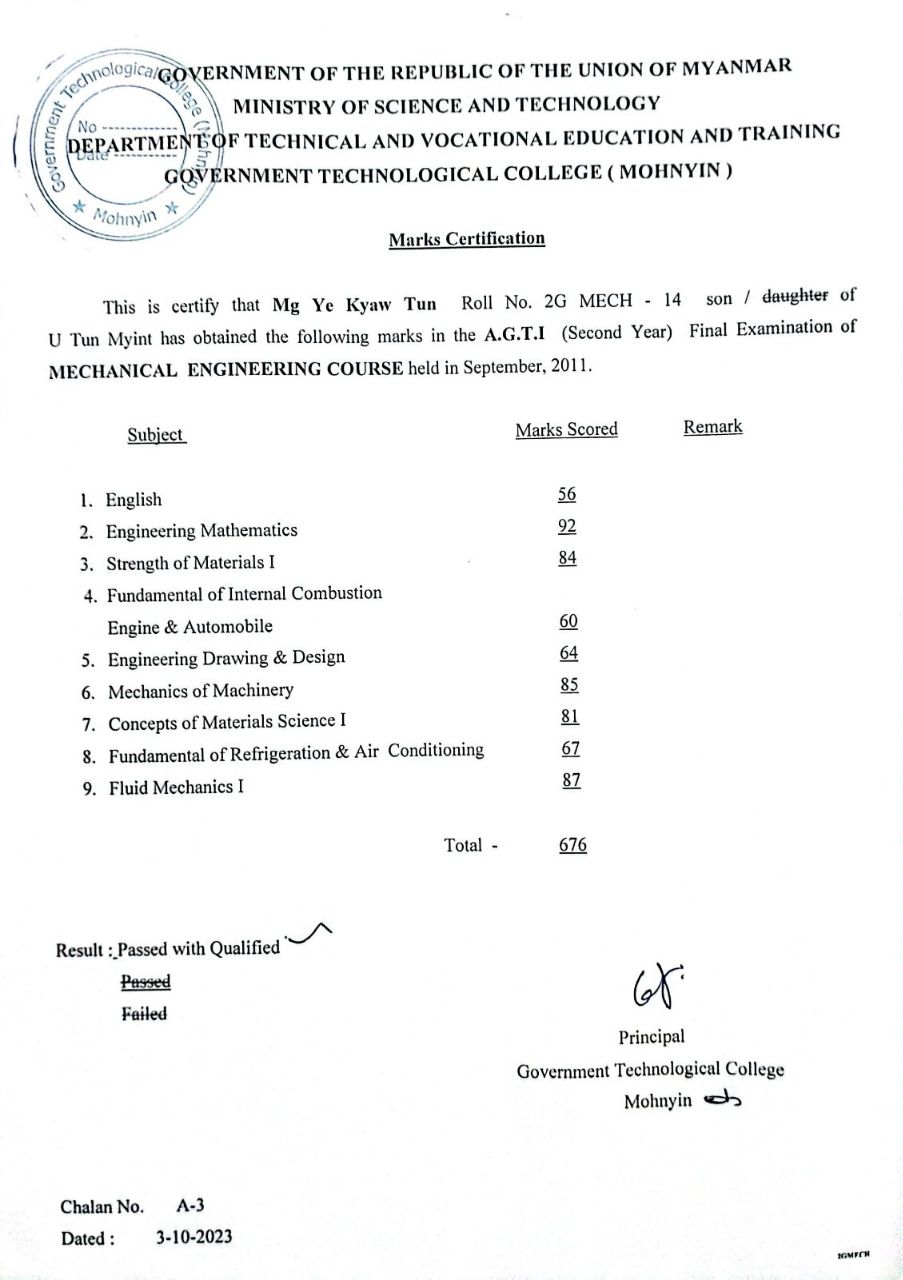 Government Technological College (Mohnyin)
No ------------
Date ------------
★ Mohnyin ★
GOVERNMENT OF THE REPUBLIC OF THE UNION OF MYANMAR
MINISTRY OF SCIENCE AND TECHNOLOGY
DEPARTMENT OF TECHNICAL AND VOCATIONAL EDUCATION AND TRAINING
GOVERNMENT TECHNOLOGICAL COLLEGE ( MOHNYIN )
Marks Certification
This is certify that Mg Ye Kyaw Tun Roll No. 2G MECH - 14 son / daughter of
U Tun Myint has obtained the following marks in the A.G.T.I (Second Year) Final Examination of
MECHANICAL ENGINEERING COURSE held in September, 2011.
Subject Marks Scored Remark
1. English 56
2. Engineering Mathematics 92
3. Strength of Materials I 84
4. Fundamental of Internal Combustion
Engine & Automobile 60
5. Engineering Drawing & Design 64
6. Mechanics of Machinery 85
7. Concepts of Materials Science I 81
8. Fundamental of Refrigeration & Air Conditioning 67
9. Fluid Mechanics I 87
Total - 676
Result : Passed with Qualified
Passed
Failed
Principal
Government Technological College
Mohnyin
Chalan No. A-3
Dated : 3-10-2023
2GMECH